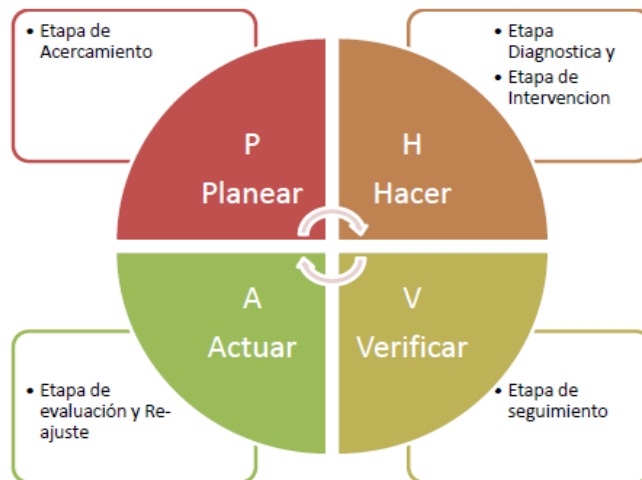 • Etapa de
Acercamiento
• Etapa
Diagnostica y
• Etapa de
Intervencion
P
Planear
H
Hacer
A
Actuar
V
Verificar
• Etapa de
evaluación y Re-
ajuste
• Etapa de
seguimiento